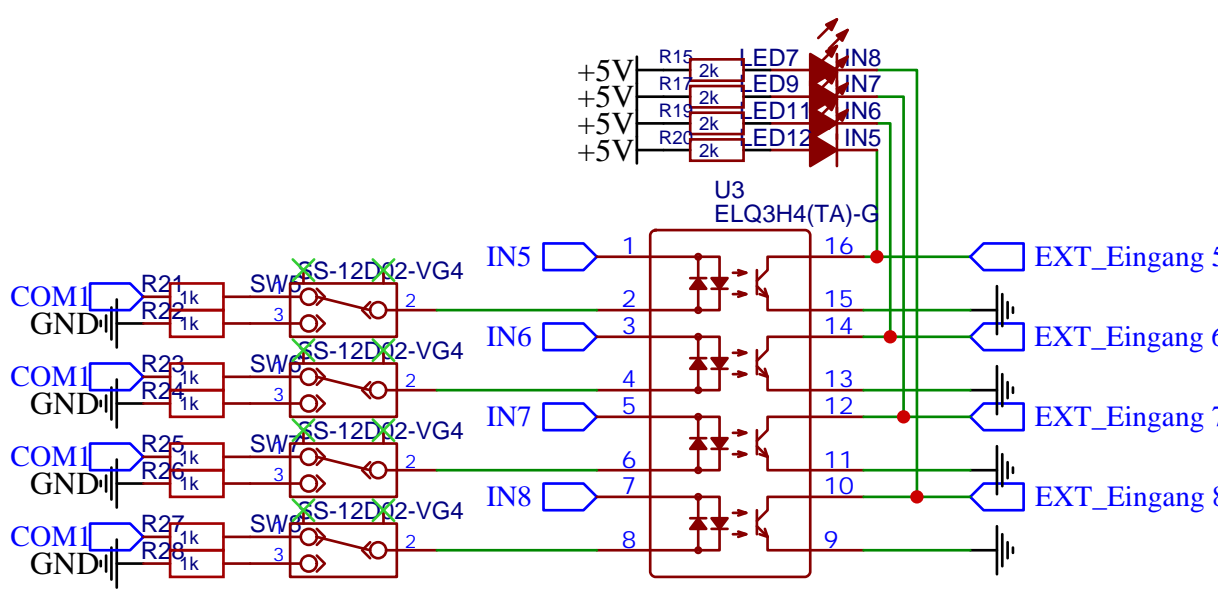 +5V R15 2k LED7 IN8
+5V R17 2k LED9 IN7
+5V R19 2k LED11 IN6
+5V R20 2k LED12 IN5
U3
ELQ3H4(TA)-G
IN5 1 16 EXT_Eingang 5
SS-12D02-VG4
COM1 R21 1k SW5 1 2 2 15
GND R22 1k 3
IN6 3 14 EXT_Eingang 6
SS-12D02-VG4
COM1 R23 1k SW6 1 2 4 13
GND R24 1k 3
IN7 5 12 EXT_Eingang 7
SS-12D02-VG4
COM1 R25 1k SW7 1 2 6 11
GND R26 1k 3
IN8 7 10 EXT_Eingang 8
SS-12D02-VG4
COM1 R27 1k SW8 1 2 8 9
GND R28 1k 3